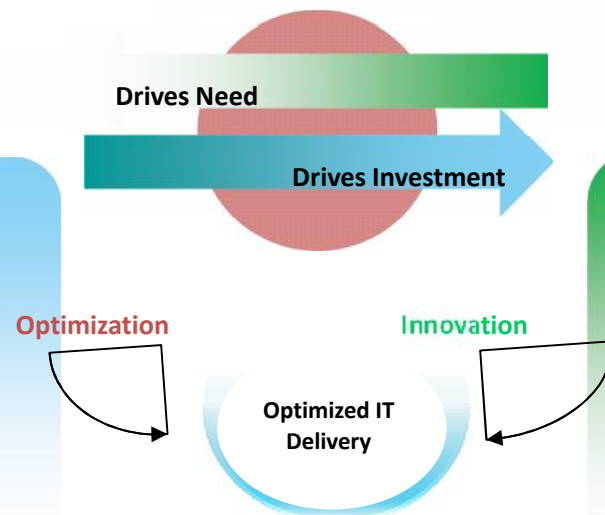 Drives Need
Drives Investment
Optimization
Innovation
Optimized IT
Delivery